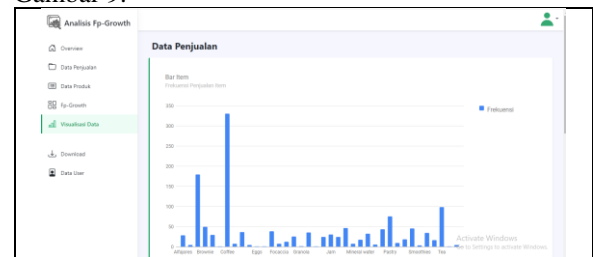 Gambar 9.
Analisis Fp-Growth
Overview
Data Penjualan
Data Produk
Fp-Growth
Visualisasi Data
Download
Data User
Data Penjualan
Bar Item
Frekuensi Penjualan Item
350
300
250
200
150
100
50
0
Frekuensi
Alfajores Brownie Coffee Eggs Focaccia Granola Jam Mineral water Pastry Smoothies Tea
Activate Windows
Go to Settings to activate Windows.